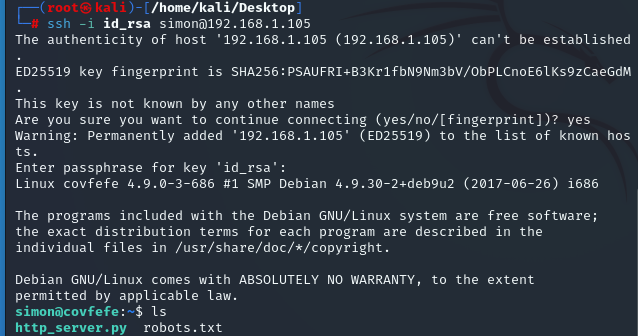 ┌──(root㉿kali)-[/home/kali/Desktop]
└─# ssh -i id_rsa simon@192.168.1.105
The authenticity of host '192.168.1.105 (192.168.1.105)' can't be established
.
ED25519 key fingerprint is SHA256:PSAUFRI+B3Kr1fbN9Nm3bV/ObPLCnoE6lKs9zCaeGdM
.
This key is not known by any other names
Are you sure you want to continue connecting (yes/no/[fingerprint])? yes
Warning: Permanently added '192.168.1.105' (ED25519) to the list of known hos
ts.
Enter passphrase for key 'id_rsa':
Linux covfefe 4.9.0-3-686 #1 SMP Debian 4.9.30-2+deb9u2 (2017-06-26) i686

The programs included with the Debian GNU/Linux system are free software;
the exact distribution terms for each program are described in the
individual files in /usr/share/doc/*/copyright.

Debian GNU/Linux comes with ABSOLUTELY NO WARRANTY, to the extent
permitted by applicable law.
simon@covfefe:~$ ls
http_server.py  robots.txt